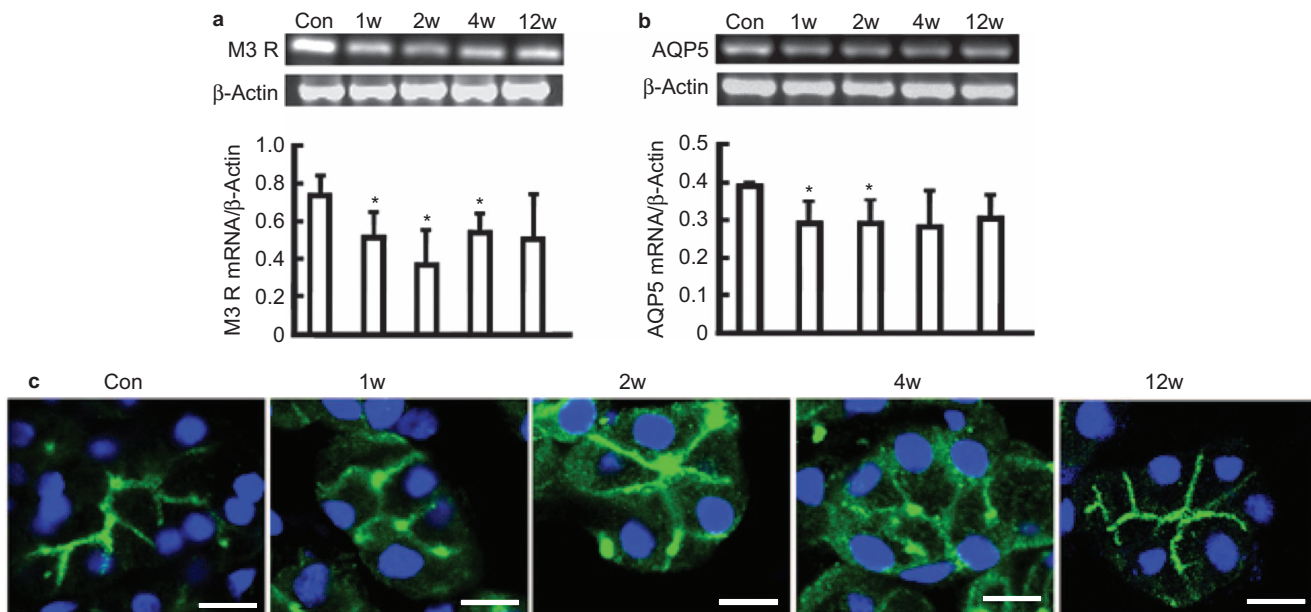 a
Con 1w 2w 4w 12w
M3 R
β-Actin
M3 R mRNA/β-Actin
1.0
0.8
0.6
0.4
0.2
0
* * *
b
Con 1w 2w 4w 12w
AQP5
β-Actin
AQP5 mRNA/β-Actin
0.5
0.4
0.3
0.2
0.1
0
* *
c
Con 1w 2w 4w 12w